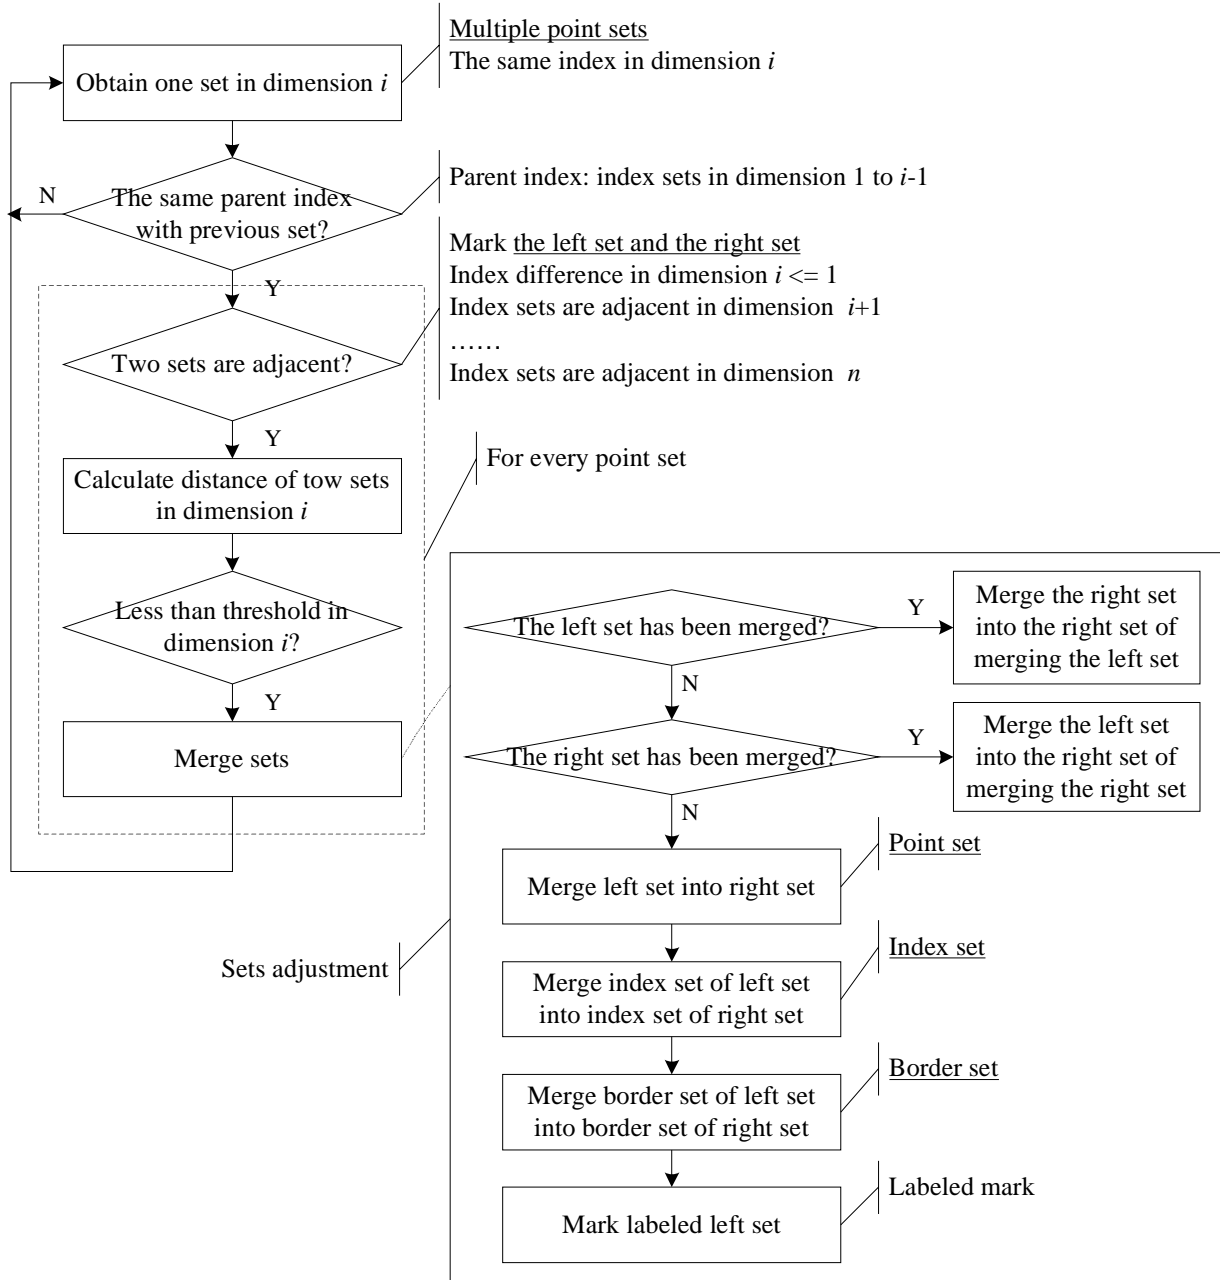 Multiple point sets
The same index in dimension i
Obtain one set in dimension i
N
The same parent index
with previous set?
Parent index: index sets in dimension 1 to i-1
Y
Mark the left set and the right set
Index difference in dimension i <= 1
Index sets are adjacent in dimension i+1
……
Index sets are adjacent in dimension n
Two sets are adjacent?
Y
For every point set
Calculate distance of tow sets
in dimension i
Less than threshold in
dimension i?
Y
Merge sets
The left set has been merged?
Y
Merge the right set
into the right set of
merging the left set
N
The right set has been merged?
Y
Merge the left set
into the right set of
merging the right set
N
Point set
Merge left set into right set
Sets adjustment
Index set
Merge index set of left set
into index set of right set
Border set
Merge border set of left set
into border set of right set
Labeled mark
Mark labeled left set